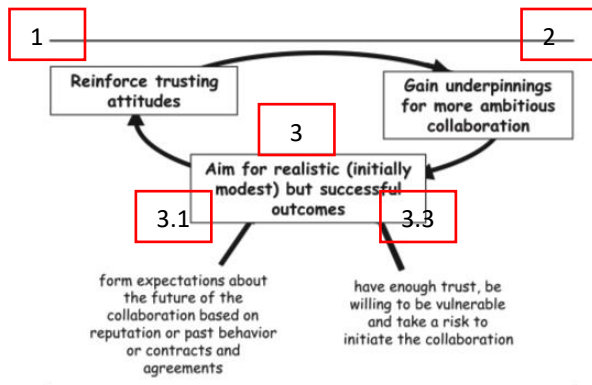 1
2
Reinforce trusting
attitudes
Gain underpinnings
for more ambitious
collaboration
3
Aim for realistic (initially
modest) but successful
outcomes
3.1
3.3
form expectations about
the future of the
collaboration based on
reputation or past behavior
or contracts and
agreements
have enough trust, be
willing to be vulnerable
and take a risk to
initiate the collaboration